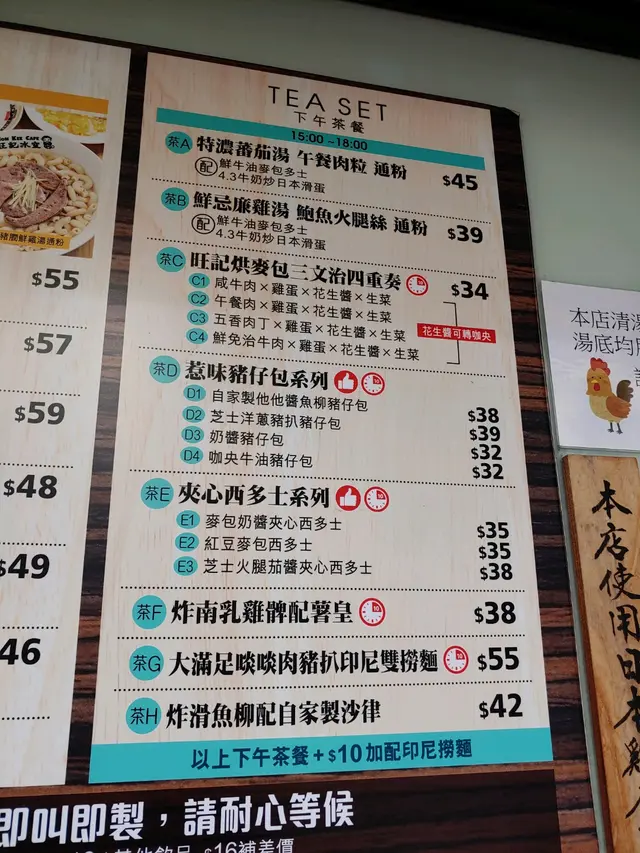 TEA SET
下午茶餐
15:00 ~18:00
茶A 特濃蕃茄湯 午餐肉粒 通粉 $45
配 鮮牛油麥包多士
4.3牛奶炒日本滑蛋
茶B 鮮忌廉雞湯 鮑魚火腿絲 通粉 $39
配 鮮牛油麥包多士
4.3牛奶炒日本滑蛋
茶C 旺記烘麥包三文治四重奏 $34
C1 咸牛肉×雞蛋×花生醬×生菜
C2 午餐肉×雞蛋×花生醬×生菜
C3 五香肉丁×雞蛋×花生醬×生菜
C4 鮮免治牛肉×雞蛋×花生醬×生菜
花生醬可轉咖央
茶D 惹味豬仔包系列
D1 自家製他他醬魚柳豬仔包 $38
D2 芝士洋蔥豬扒豬仔包 $39
D3 奶醬豬仔包 $32
D4 咖央牛油豬仔包 $32
茶E 夾心西多士系列
E1 麥包奶醬夾心西多士 $35
E2 紅豆麥包西多士 $35
E3 芝士火腿茄醬夾心西多士 $38
茶F 炸南乳雞髀配薯皇 $38
茶G 大滿足啖啖肉豬扒印尼雙撈麵 $55
茶H 炸滑魚柳配自家製沙律 $42
以上下午茶餐+$10加配印尼撈麵
即叫即製，請耐心等候
$16補差價
$55
$57
$59
$48
$49
46
本店清
湯底均
本店使用日本雞